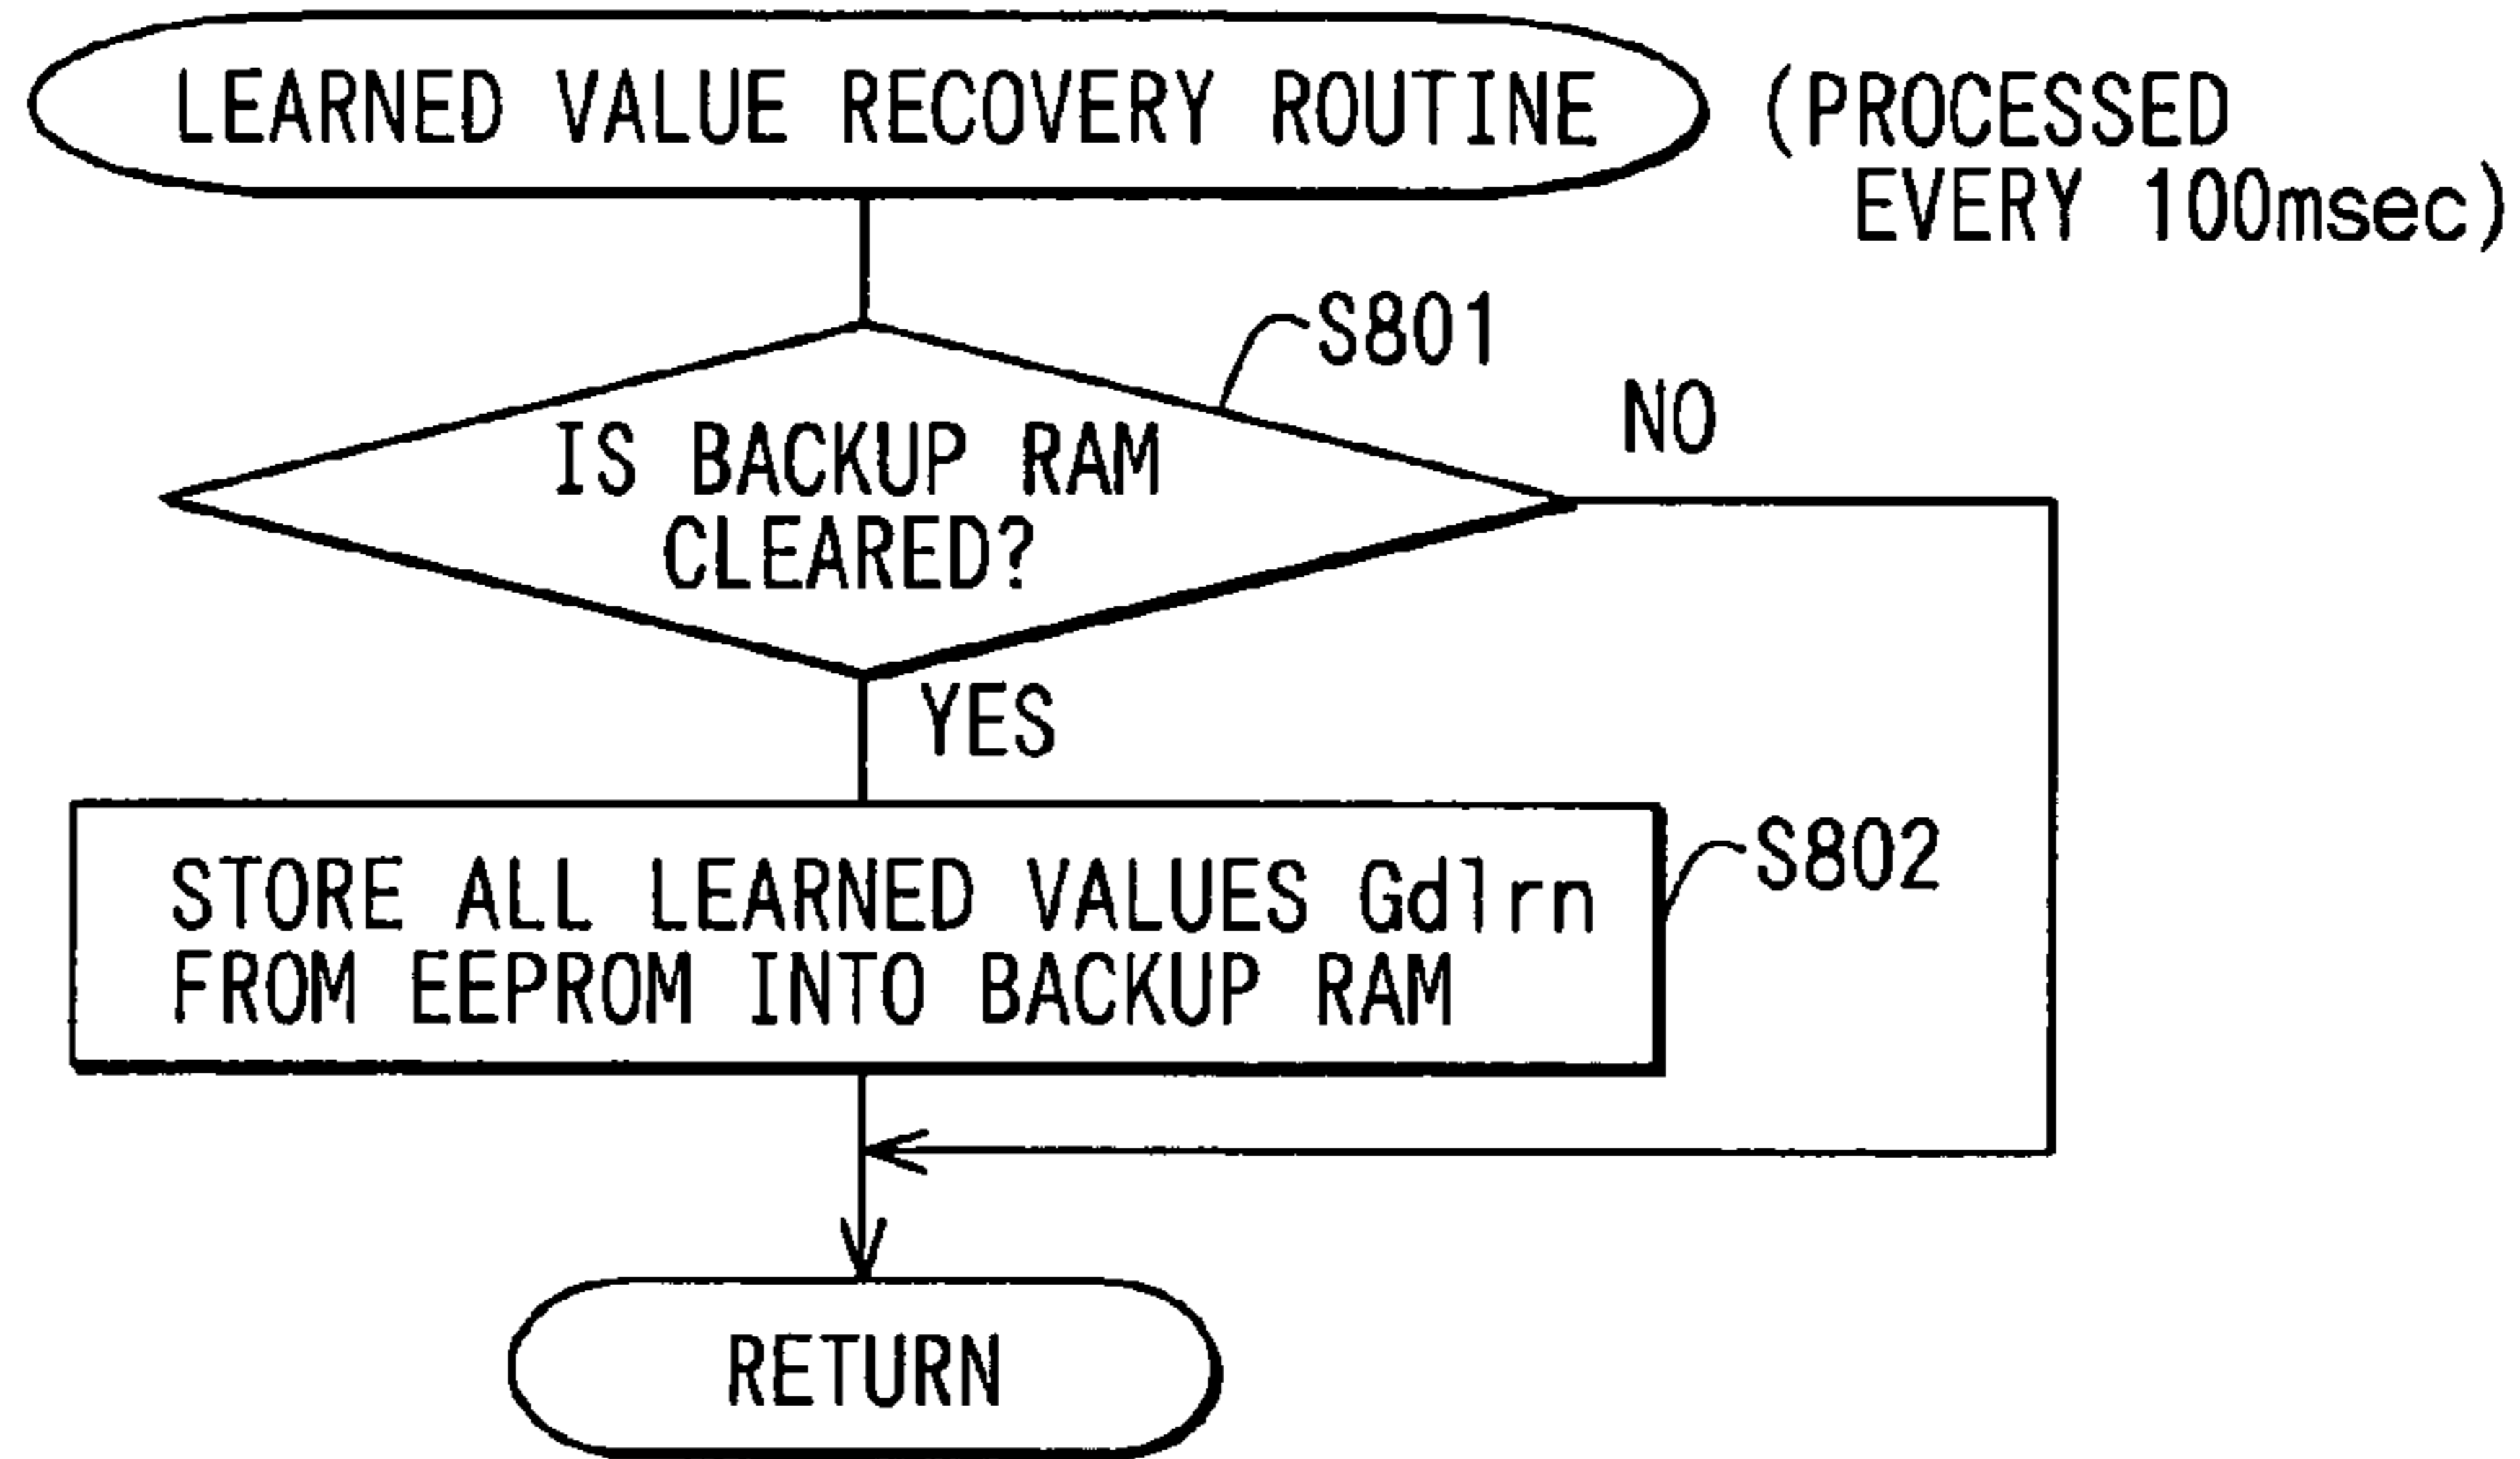 LEARNED VALUE RECOVERY ROUTINE
(PROCESSED
EVERY 100msec)
S801
IS BACKUP RAM
CLEARED?
NO
YES
STORE ALL LEARNED VALUES Gdlrn
FROM EEPROM INTO BACKUP RAM
S802
RETURN